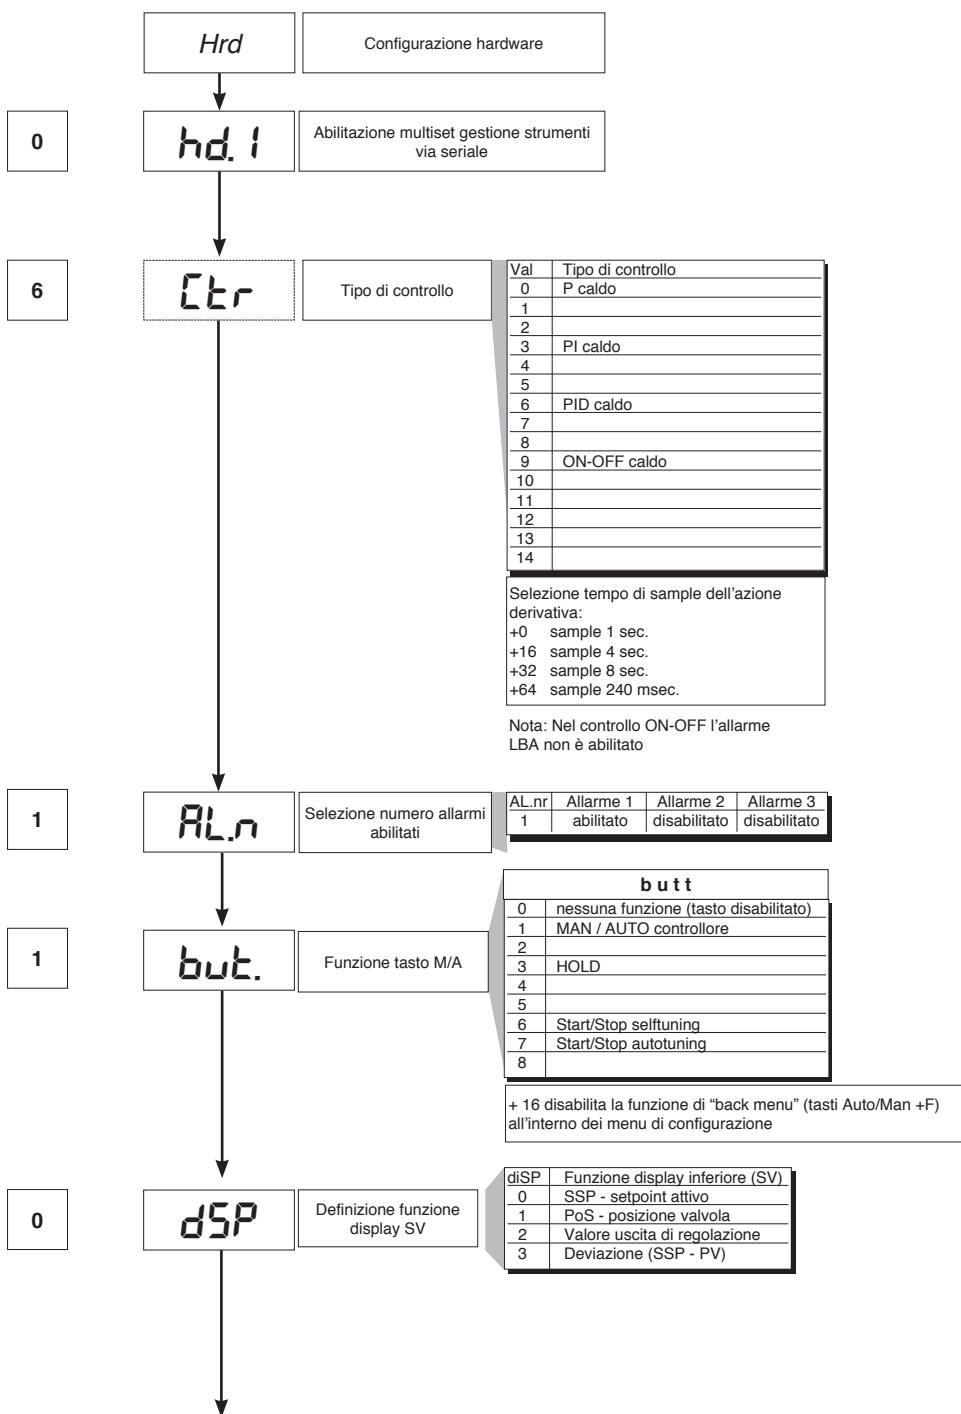 Hrd
Configurazione hardware
0
hd. 1
Abilitazione multiset gestione strumenti
via seriale
6
Ctr
Tipo di controllo
Val Tipo di controllo
0 P caldo
1
2
3 PI caldo
4
5
6 PID caldo
7
8
9 ON-OFF caldo
10
11
12
13
14
Selezione tempo di sample dell’azione
derivativa:
+0 sample 1 sec.
+16 sample 4 sec.
+32 sample 8 sec.
+64 sample 240 msec.
Nota: Nel controllo ON-OFF l’allarme
LBA non è abilitato
1
AL.n
Selezione numero allarmi
abilitati
AL.nr Allarme 1 Allarme 2 Allarme 3
1 abilitato disabilitato disabilitato
1
but.
Funzione tasto M/A
b u t t
0 nessuna funzione (tasto disabilitato)
1 MAN / AUTO controllore
2
3 HOLD
4
5
6 Start/Stop selftuning
7 Start/Stop autotuning
8
+ 16 disabilita la funzione di “back menu” (tasti Auto/Man +F)
all’interno dei menu di configurazione
0
dSP
Definizione funzione
display SV
diSP Funzione display inferiore (SV)
0 SSP - setpoint attivo
1 PoS - posizione valvola
2 Valore uscita di regolazione
3 Deviazione (SSP - PV)